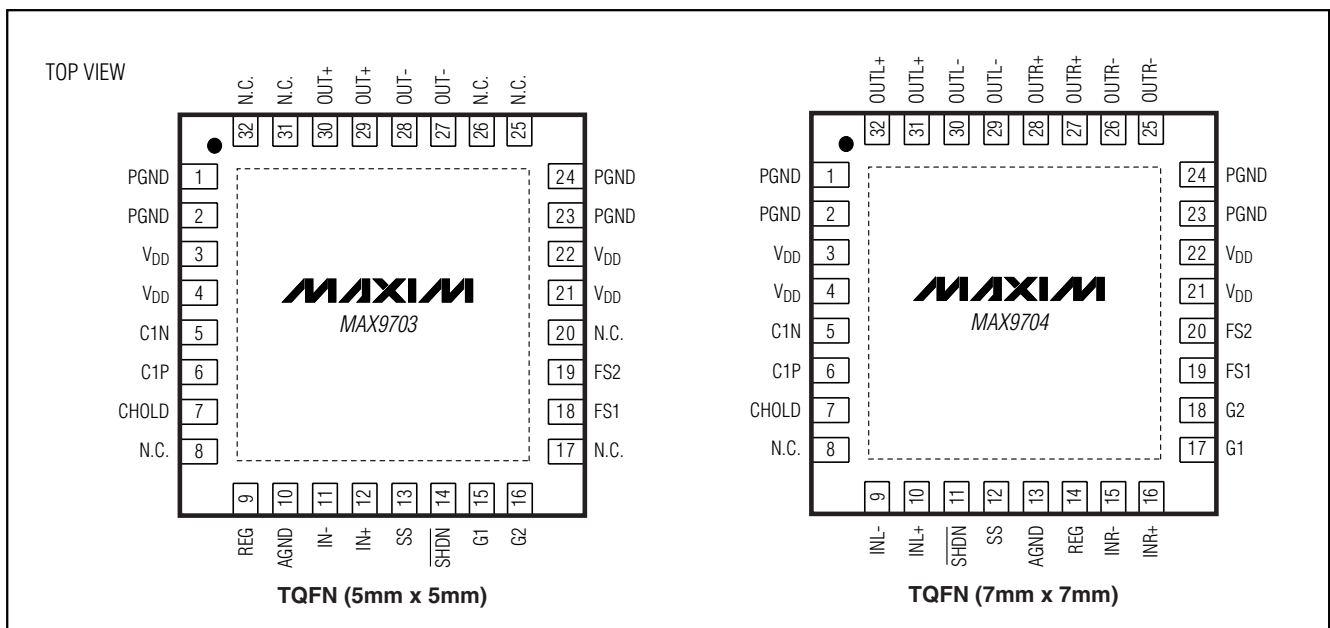 TOP VIEW
N.C. N.C. OUT+ OUT+ OUT- OUT- N.C. N.C.
32 31 30 29 28 27 26 25
PGND 1 24 PGND
PGND 2 23 PGND
VDD 3 22 VDD
VDD 4 21 VDD
C1N 5 20 N.C.
C1P 6 19 FS2
CHOLD 7 18 FS1
N.C. 8 17 N.C.
MAXIM
MAX9703
9 10 11 12 13 14 15 16
REG AGND IN- IN+ SS SHDN G1 G2
TQFN (5mm x 5mm)
OUTL+ OUTL+ OUTL- OUTL- OUTR+ OUTR+ OUTR- OUTR-
32 31 30 29 28 27 26 25
PGND 1 24 PGND
PGND 2 23 PGND
VDD 3 22 VDD
VDD 4 21 VDD
C1N 5 20 FS2
C1P 6 19 FS1
CHOLD 7 18 G2
N.C. 8 17 G1
MAXIM
MAX9704
9 10 11 12 13 14 15 16
INL- INL+ SHDN SS AGND REG INR- INR+
TQFN (7mm x 7mm)